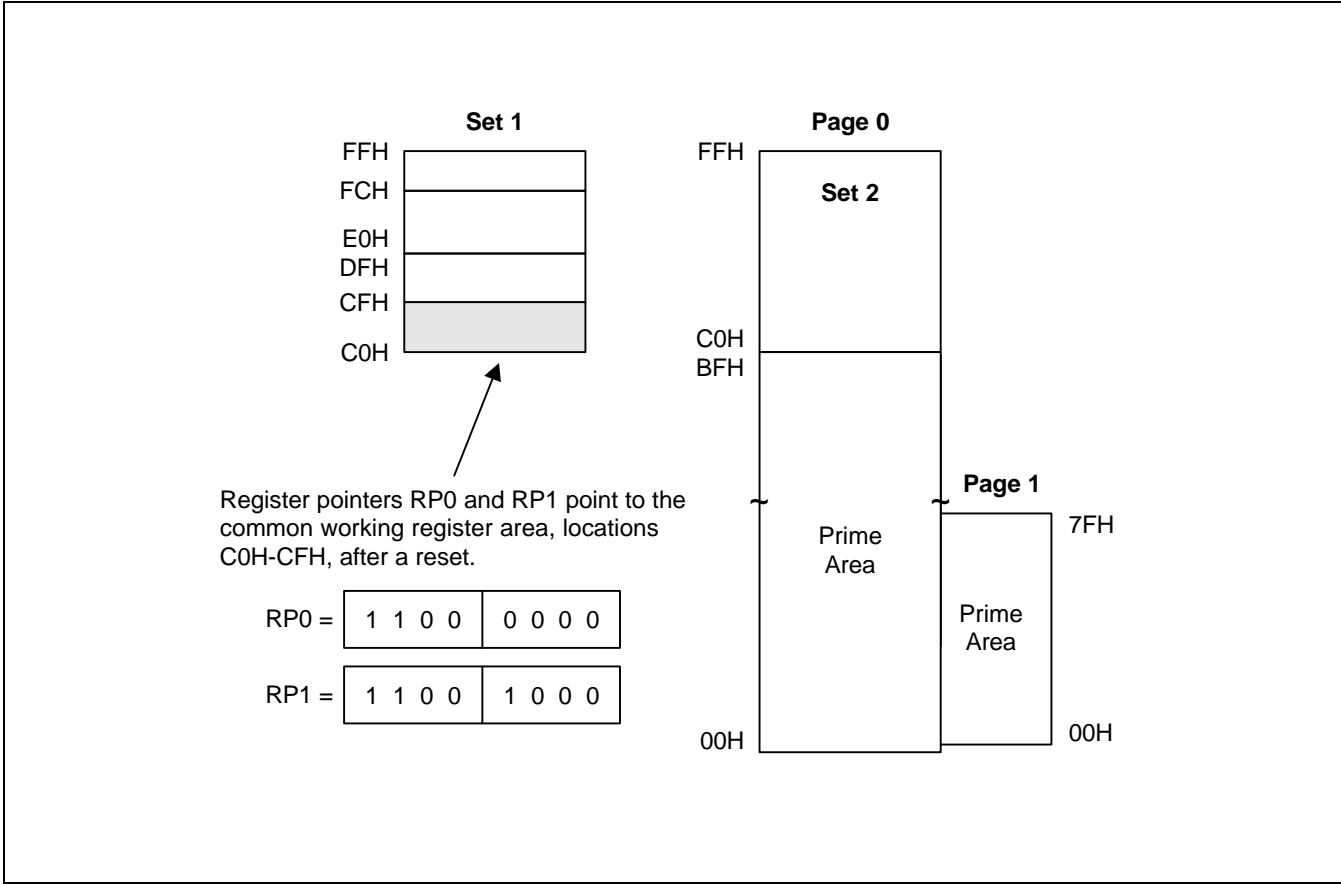 Set 1
FFH
FCH
E0H
DFH
CFH
C0H
Register pointers RP0 and RP1 point to the
common working register area, locations
C0H-CFH, after a reset.
RP0 = 1 1 0 0 0 0 0 0
RP1 = 1 1 0 0 1 0 0 0
Page 0
FFH
Set 2
C0H
BFH
~ ~
Prime
Area
00H
Page 1
7FH
Prime
Area
00H